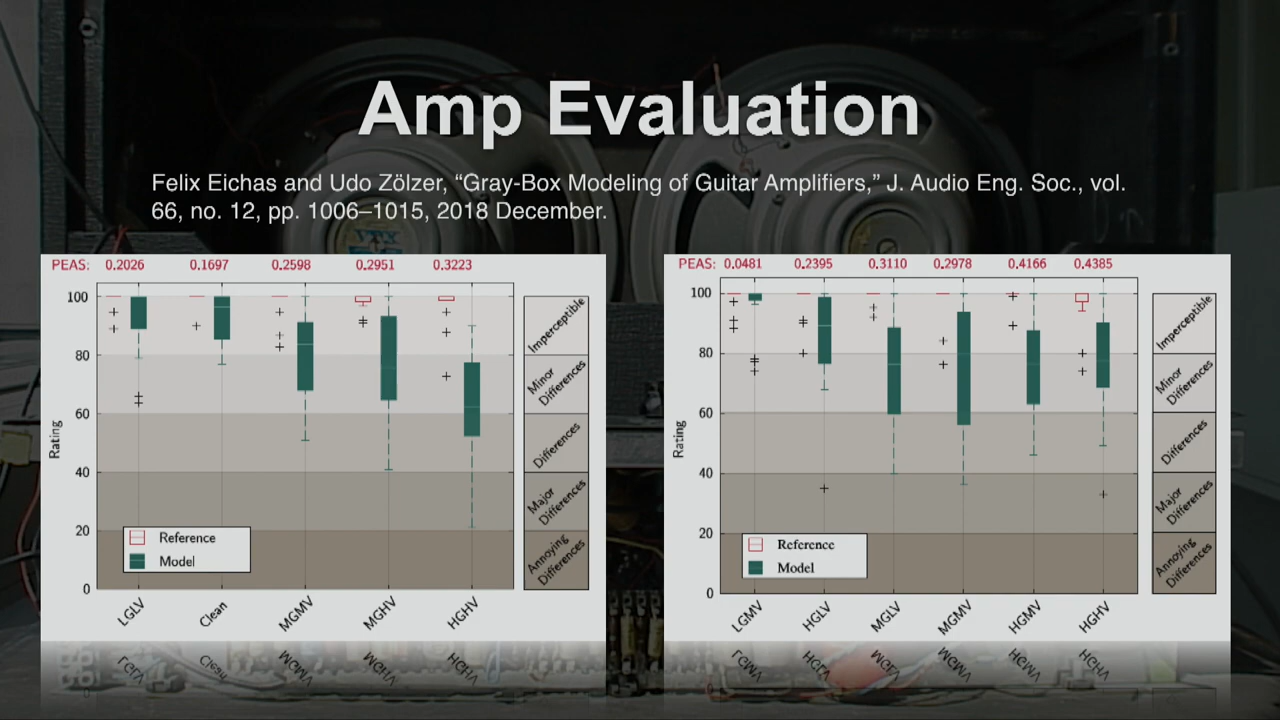 Amp Evaluation
Felix Eichas and Udo Zölzer, “Gray-Box Modeling of Guitar Amplifiers,” J. Audio Eng. Soc., vol.
66, no. 12, pp. 1006–1015, 2018 December.
PEAS: 0.2026 0.1697 0.2598 0.2951 0.3223
100
80
60
40
20
0
Rating
Imperceptible
Minor
Differences
Differences
Major
Differences
Annoying
Differences
Reference
Model
LGLV Clean MGMV MGHV HGHV
PEAS: 0.0481 0.2395 0.3110 0.2978 0.4166 0.4385
100
80
60
40
20
0
Rating
Imperceptible
Minor
Differences
Differences
Major
Differences
Annoying
Differences
Reference
Model
LGMV HGLV MGLV MGMV HGMV HGHV